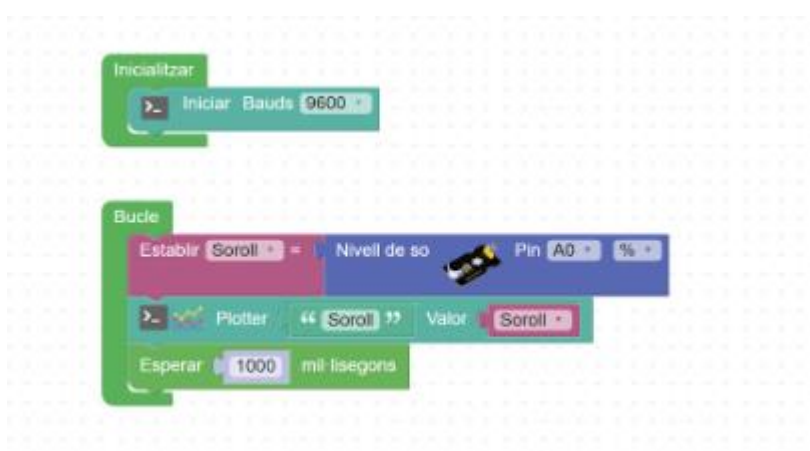 Inicialitzar
>_ Iniciar Bauds 9600
Bucle
Establir Soroll = Nivell de so Pin A0 %
>_ Plotter “ Soroll ” Valor Soroll
Esperar 1000 mil·lisegons